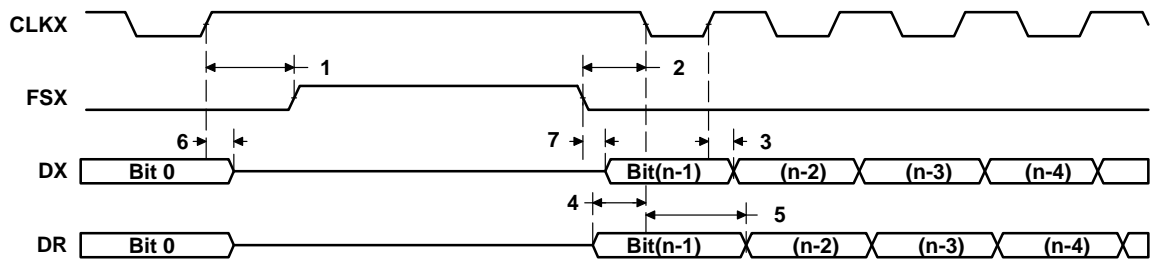 CLKX
1 2
FSX
6 7 3
DX Bit 0 Bit(n-1) (n-2) (n-3) (n-4)
4 5
DR Bit 0 Bit(n-1) (n-2) (n-3) (n-4)